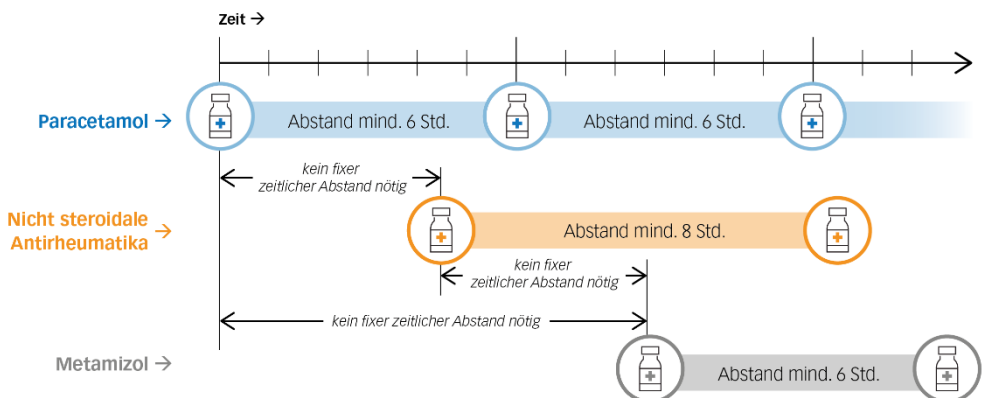 Zeit →
Paracetamol →
Abstand mind. 6 Std.
Abstand mind. 6 Std.
kein fixer
zeitlicher Abstand nötig
Nicht steroidale →
Antirheumatika
Abstand mind. 8 Std.
kein fixer
zeitlicher Abstand nötig
kein fixer zeitlicher Abstand nötig
Metamizol →
Abstand mind. 6 Std.